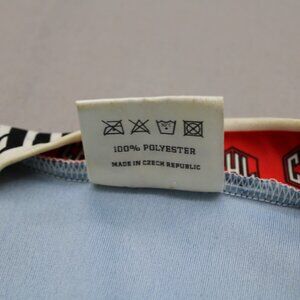 100% POLYESTER
MADE IN CZECH REPUBLIC